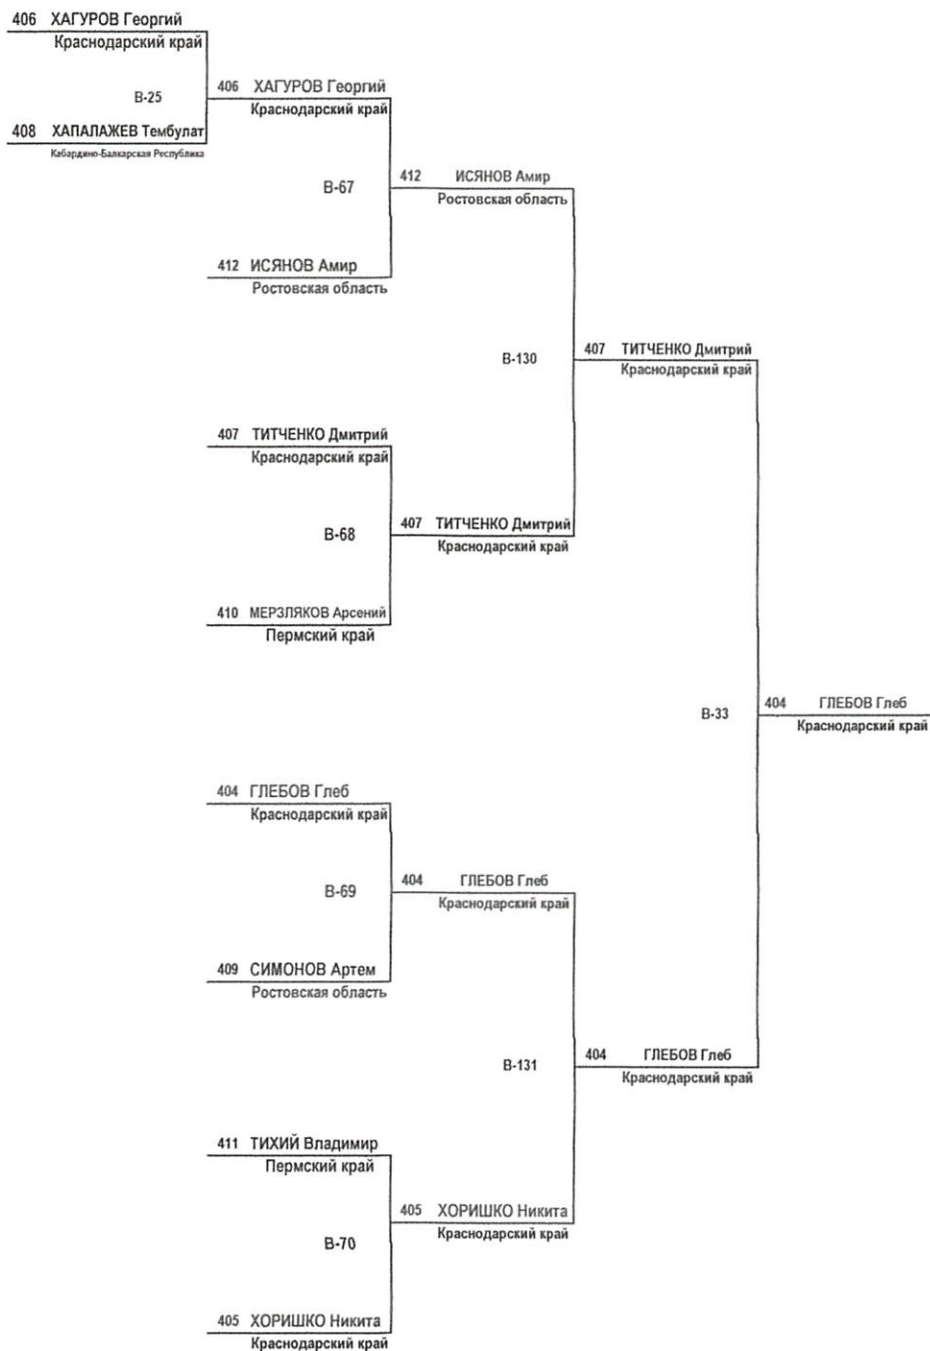 406 ХАГУРОВ Георгий
Краснодарский край
В-25
408 ХАПАЛАЖЕВ Тембулат
Кабардино-Балкарская Республика
406 ХАГУРОВ Георгий
Краснодарский край
В-67
412 ИСЯНОВ Амир
Ростовская область
412 ИСЯНОВ Амир
Ростовская область
В-130
407 ТИТЧЕНКО Дмитрий
Краснодарский край
407 ТИТЧЕНКО Дмитрий
Краснодарский край
В-68
407 ТИТЧЕНКО Дмитрий
Краснодарский край
410 МЕРЗЛЯКОВ Арсений
Пермский край
В-33
404 ГЛЕБОВ Глеб
Краснодарский край
404 ГЛЕБОВ Глеб
Краснодарский край
В-69
404 ГЛЕБОВ Глеб
Краснодарский край
409 СИМОНОВ Артем
Ростовская область
В-131
404 ГЛЕБОВ Глеб
Краснодарский край
411 ТИХИЙ Владимир
Пермский край
405 ХОРИШКО Никита
Краснодарский край
В-70
405 ХОРИШКО Никита
Краснодарский край